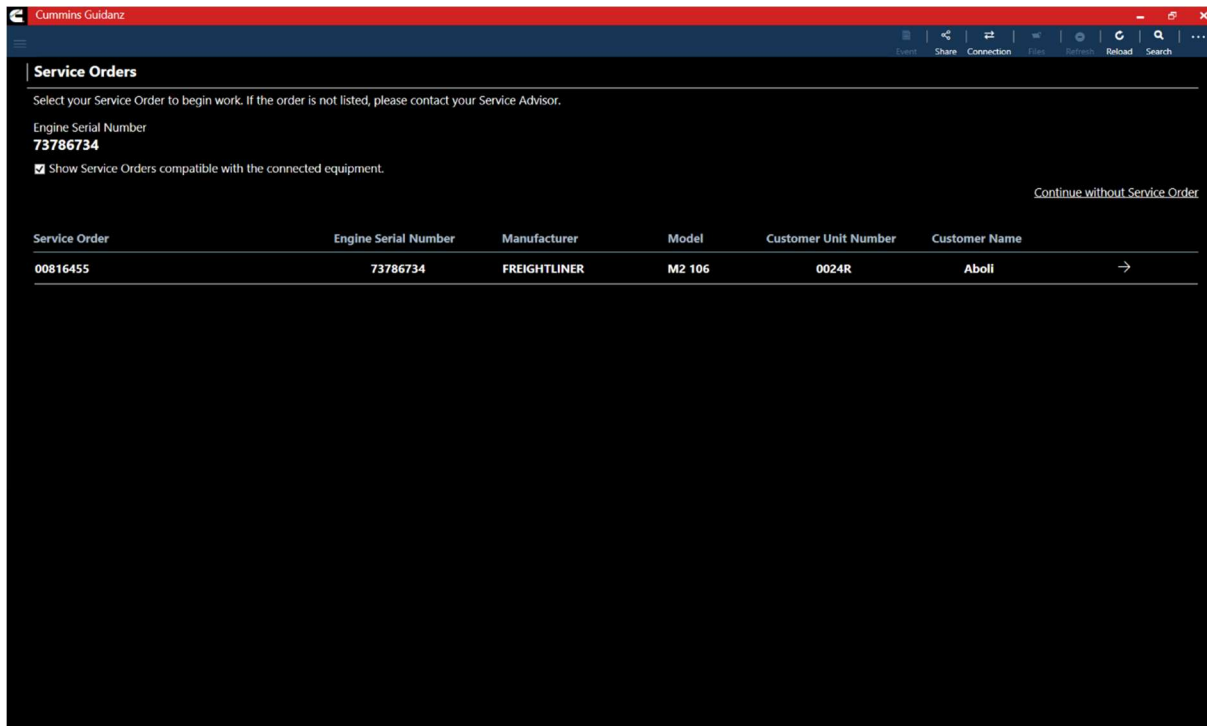 Cummins Guidanz
Event Share Connection Files Refresh Reload Search
Service Orders
Select your Service Order to begin work. If the order is not listed, please contact your Service Advisor.
Engine Serial Number
73786734
Show Service Orders compatible with the connected equipment.
Continue without Service Order
Service Order Engine Serial Number Manufacturer Model Customer Unit Number Customer Name
00816455 73786734 FREIGHTLINER M2 106 0024R Aboli